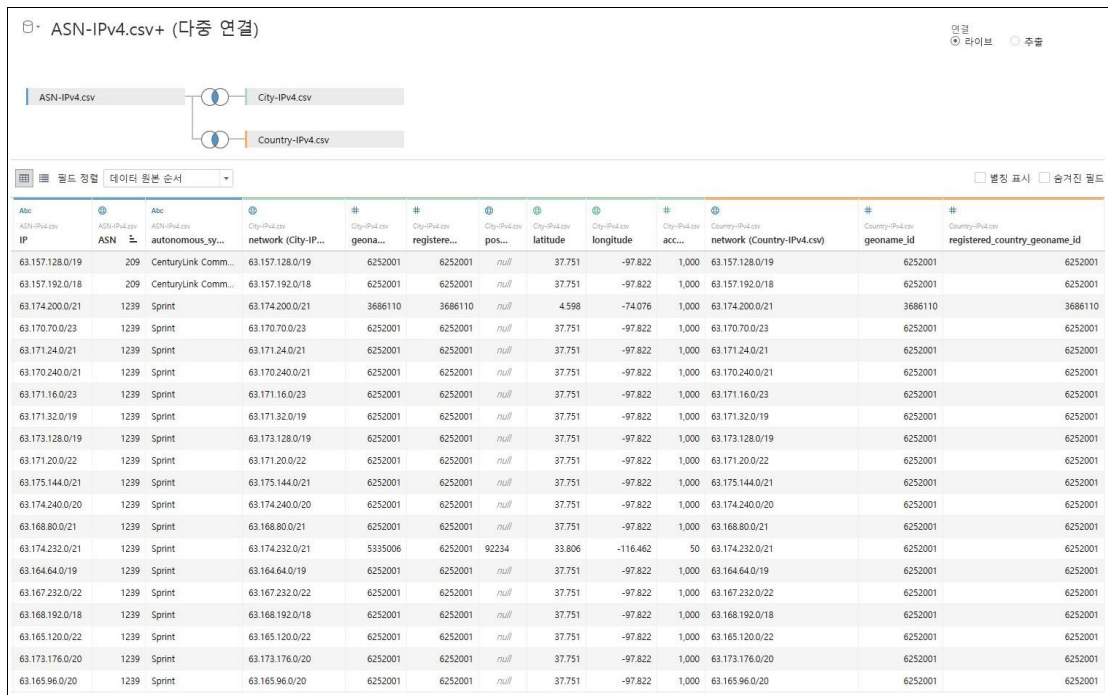 ASN-IPv4.csv+ (다중 연결)
연결
라이브 추출
ASN-IPv4.csv City-IPv4.csv
Country-IPv4.csv
필드 정렬 데이터 원본 순서 별칭 표시 숨겨진 필드
Abc Abc # # # # #
ASN-IPv4.csv ASN-IPv4.csv ASN-IPv4.csv City-IPv4.csv City-IPv4.csv City-IPv4.csv City-IPv4.csv City-IPv4.csv City-IPv4.csv City-IPv4.csv Country-IPv4.csv Country-IPv4.csv Country-IPv4.csv
IP ASN autonomous_sy... network (City-IP... geona... registere... pos... latitude longitude acc... network (Country-IPv4.csv) geoname_id registered_country_geoname_id
63.157.128.0/19 209 CenturyLink Comm... 63.157.128.0/19 6252001 6252001 null 37.751 -97.822 1,000 63.157.128.0/19 6252001 6252001
63.157.192.0/18 209 CenturyLink Comm... 63.157.192.0/18 6252001 6252001 null 37.751 -97.822 1,000 63.157.192.0/18 6252001 6252001
63.174.200.0/21 1239 Sprint 63.174.200.0/21 3686110 3686110 null 4.598 -74.076 1,000 63.174.200.0/21 3686110 3686110
63.170.70.0/23 1239 Sprint 63.170.70.0/23 6252001 6252001 null 37.751 -97.822 1,000 63.170.70.0/23 6252001 6252001
63.171.24.0/21 1239 Sprint 63.171.24.0/21 6252001 6252001 null 37.751 -97.822 1,000 63.171.24.0/21 6252001 6252001
63.170.240.0/21 1239 Sprint 63.170.240.0/21 6252001 6252001 null 37.751 -97.822 1,000 63.170.240.0/21 6252001 6252001
63.171.16.0/23 1239 Sprint 63.171.16.0/23 6252001 6252001 null 37.751 -97.822 1,000 63.171.16.0/23 6252001 6252001
63.171.32.0/19 1239 Sprint 63.171.32.0/19 6252001 6252001 null 37.751 -97.822 1,000 63.171.32.0/19 6252001 6252001
63.173.128.0/19 1239 Sprint 63.173.128.0/19 6252001 6252001 null 37.751 -97.822 1,000 63.173.128.0/19 6252001 6252001
63.171.20.0/22 1239 Sprint 63.171.20.0/22 6252001 6252001 null 37.751 -97.822 1,000 63.171.20.0/22 6252001 6252001
63.175.144.0/21 1239 Sprint 63.175.144.0/21 6252001 6252001 null 37.751 -97.822 1,000 63.175.144.0/21 6252001 6252001
63.174.240.0/20 1239 Sprint 63.174.240.0/20 6252001 6252001 null 37.751 -97.822 1,000 63.174.240.0/20 6252001 6252001
63.168.80.0/21 1239 Sprint 63.168.80.0/21 6252001 6252001 null 37.751 -97.822 1,000 63.168.80.0/21 6252001 6252001
63.174.232.0/21 1239 Sprint 63.174.232.0/21 5335006 6252001 92234 33.806 -116.462 50 63.174.232.0/21 6252001 6252001
63.164.64.0/19 1239 Sprint 63.164.64.0/19 6252001 6252001 null 37.751 -97.822 1,000 63.164.64.0/19 6252001 6252001
63.167.232.0/22 1239 Sprint 63.167.232.0/22 6252001 6252001 null 37.751 -97.822 1,000 63.167.232.0/22 6252001 6252001
63.168.192.0/18 1239 Sprint 63.168.192.0/18 6252001 6252001 null 37.751 -97.822 1,000 63.168.192.0/18 6252001 6252001
63.165.120.0/22 1239 Sprint 63.165.120.0/22 6252001 6252001 null 37.751 -97.822 1,000 63.165.120.0/22 6252001 6252001
63.173.176.0/20 1239 Sprint 63.173.176.0/20 6252001 6252001 null 37.751 -97.822 1,000 63.173.176.0/20 6252001 6252001
63.165.96.0/20 1239 Sprint 63.165.96.0/20 6252001 6252001 null 37.751 -97.822 1,000 63.165.96.0/20 6252001 6252001